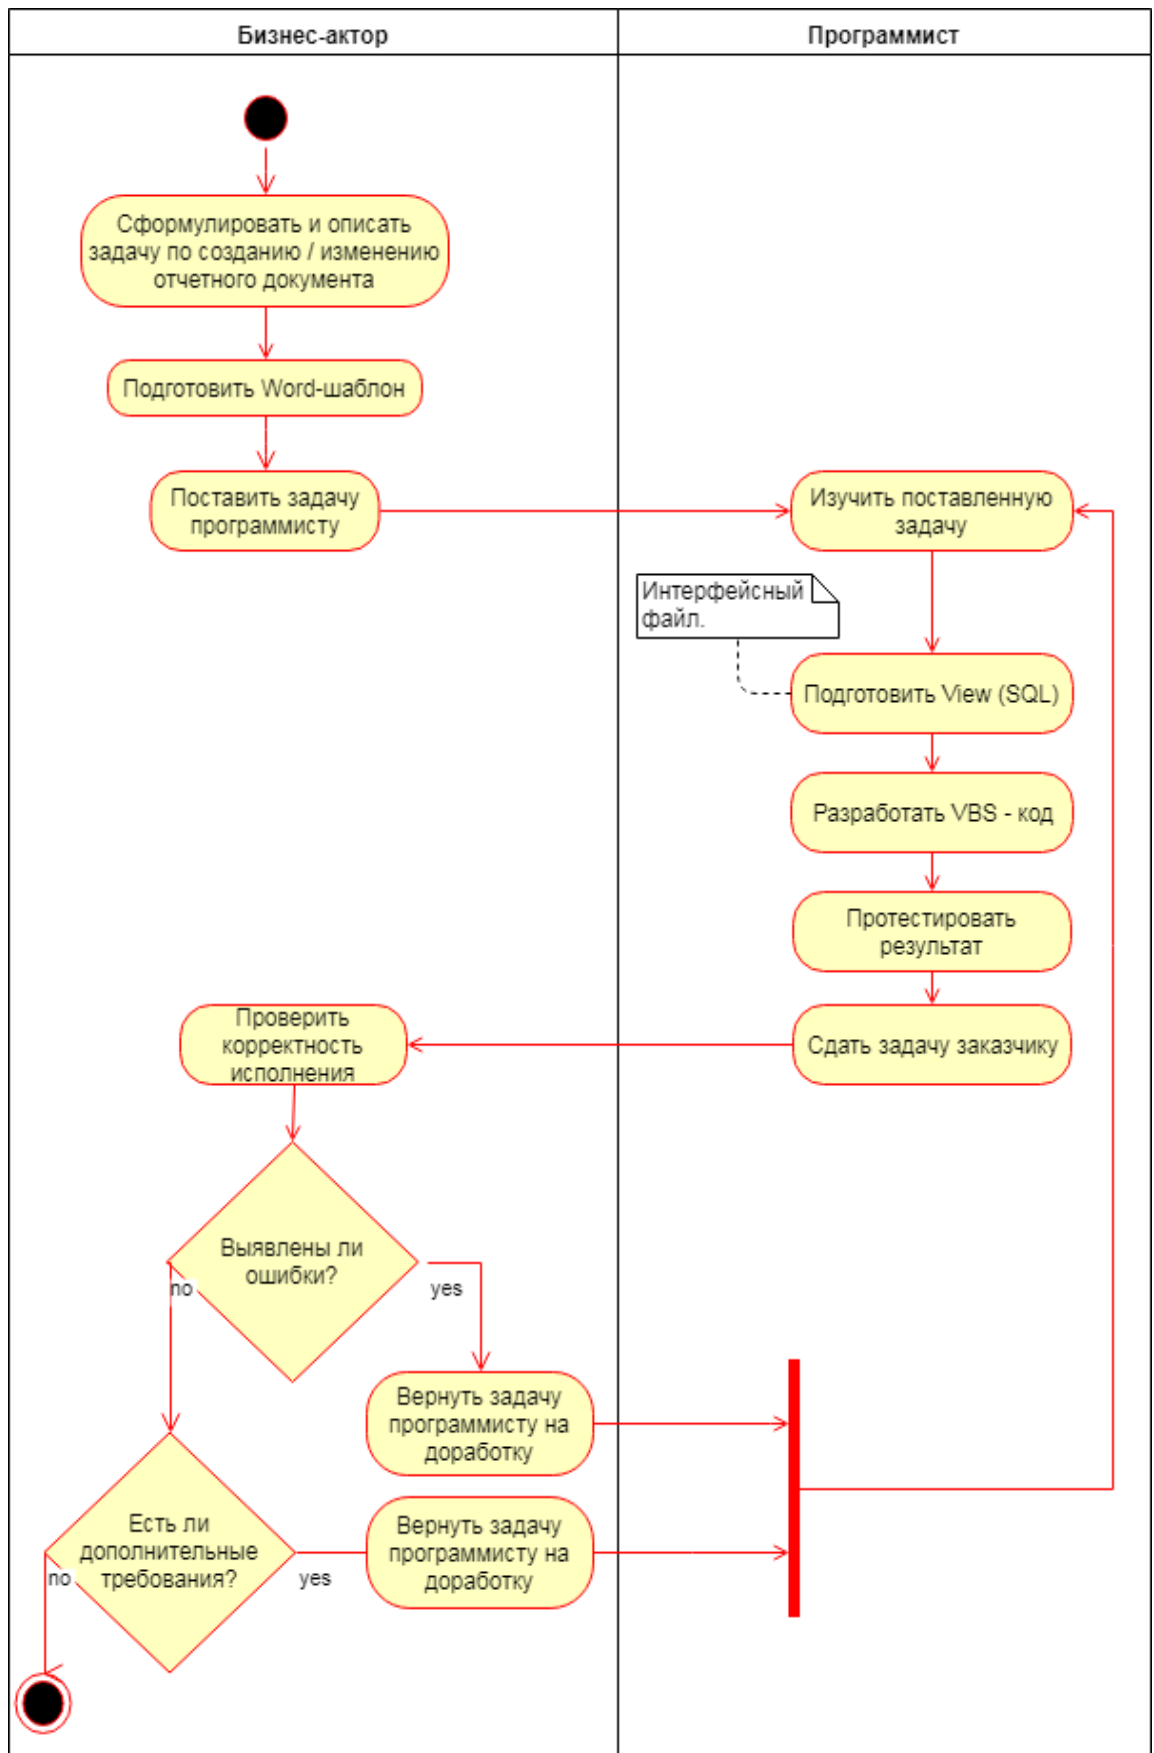 Бизнес-актор
Программист
Сформулировать и описать
задачу по созданию / изменению
отчетного документа
Подготовить Word-шаблон
Поставить задачу
программисту
Изучить поставленную
задачу
Интерфейсный
файл.
Подготовить View (SQL)
Разработать VBS - код
Протестировать
результат
Сдать задачу заказчику
Проверить
корректность
исполнения
Выявлены ли
ошибки?
no
yes
Вернуть задачу
программисту на
доработку
Есть ли
дополнительные
требования?
no
yes
Вернуть задачу
программисту на
доработку